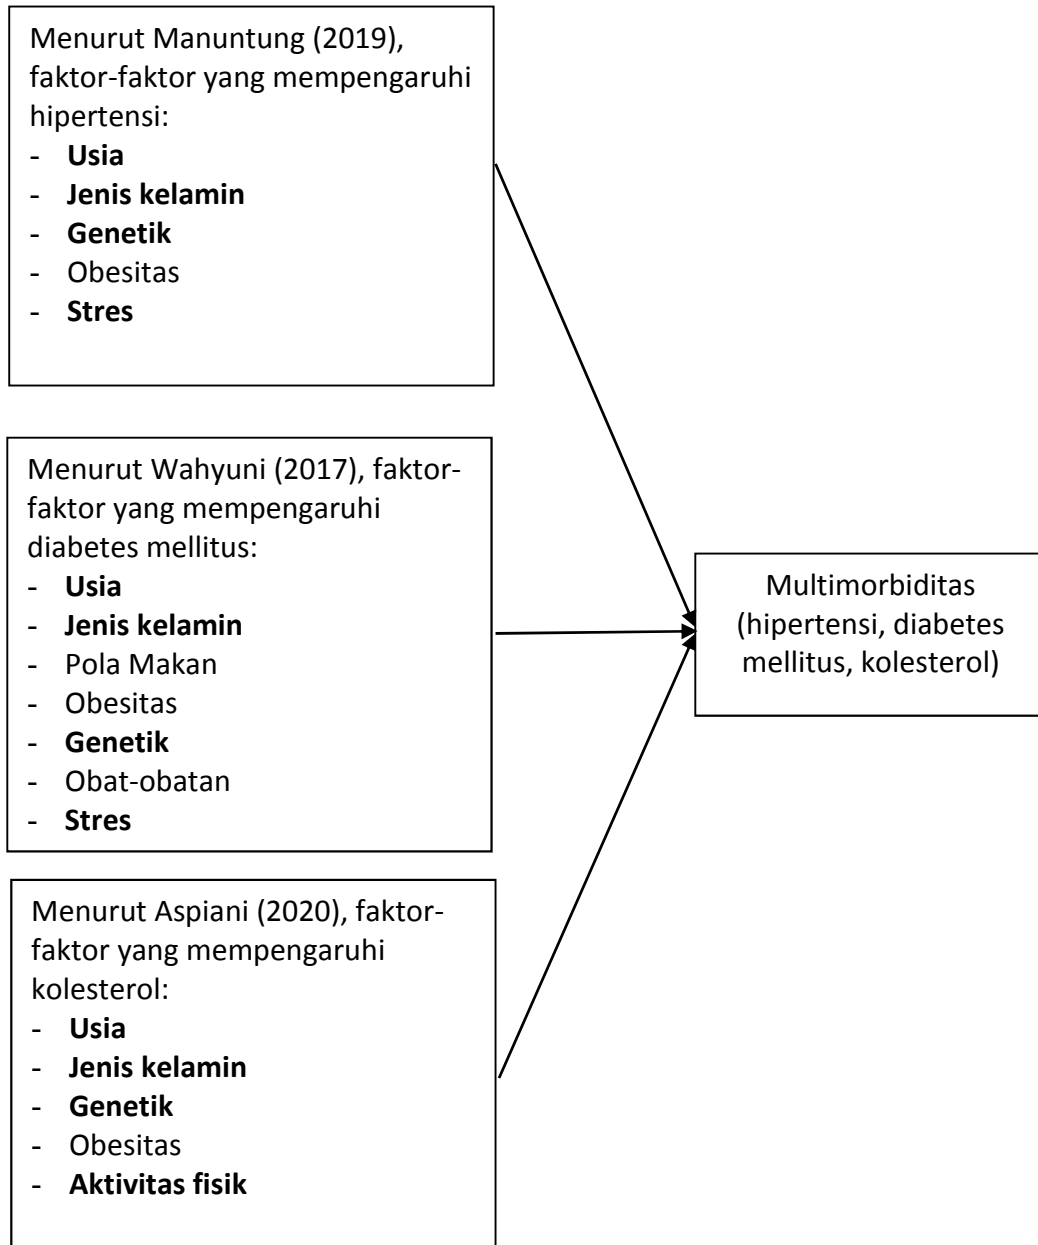 Menurut Manuntung (2019),
faktor-faktor yang mempengaruhi
hipertensi:
- Usia
- Jenis kelamin
- Genetik
- Obesitas
- Stres
Menurut Wahyuni (2017), faktor-
faktor yang mempengaruhi
diabetes mellitus:
- Usia
- Jenis kelamin
- Pola Makan
- Obesitas
- Genetik
- Obat-obatan
- Stres
Menurut Aspiani (2020), faktor-
faktor yang mempengaruhi
kolesterol:
- Usia
- Jenis kelamin
- Genetik
- Obesitas
- Aktivitas fisik
Multimorbiditas
(hipertensi, diabetes
mellitus, kolesterol)